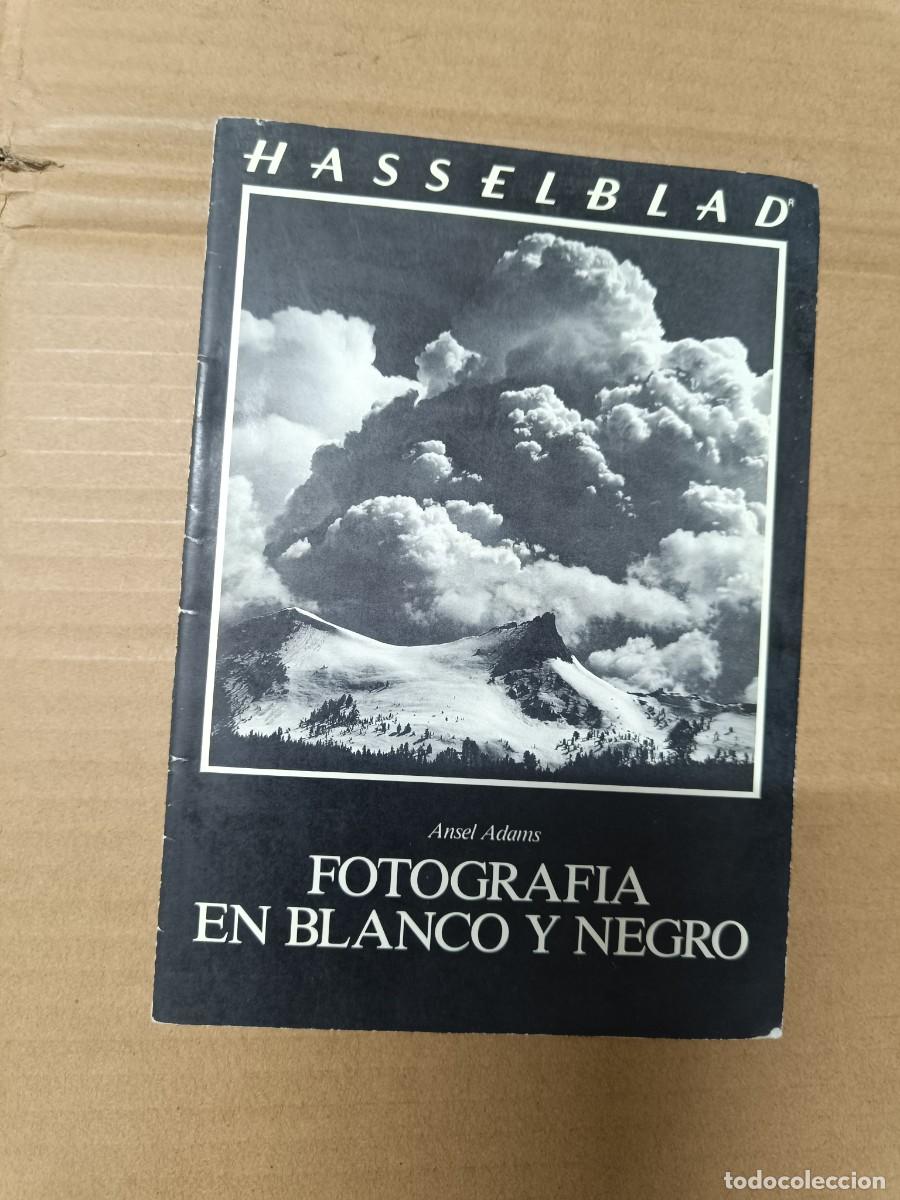 HASSELBLAD®
Ansel Adams
FOTOGRAFIA
EN BLANCO Y NEGRO
todocoleccion